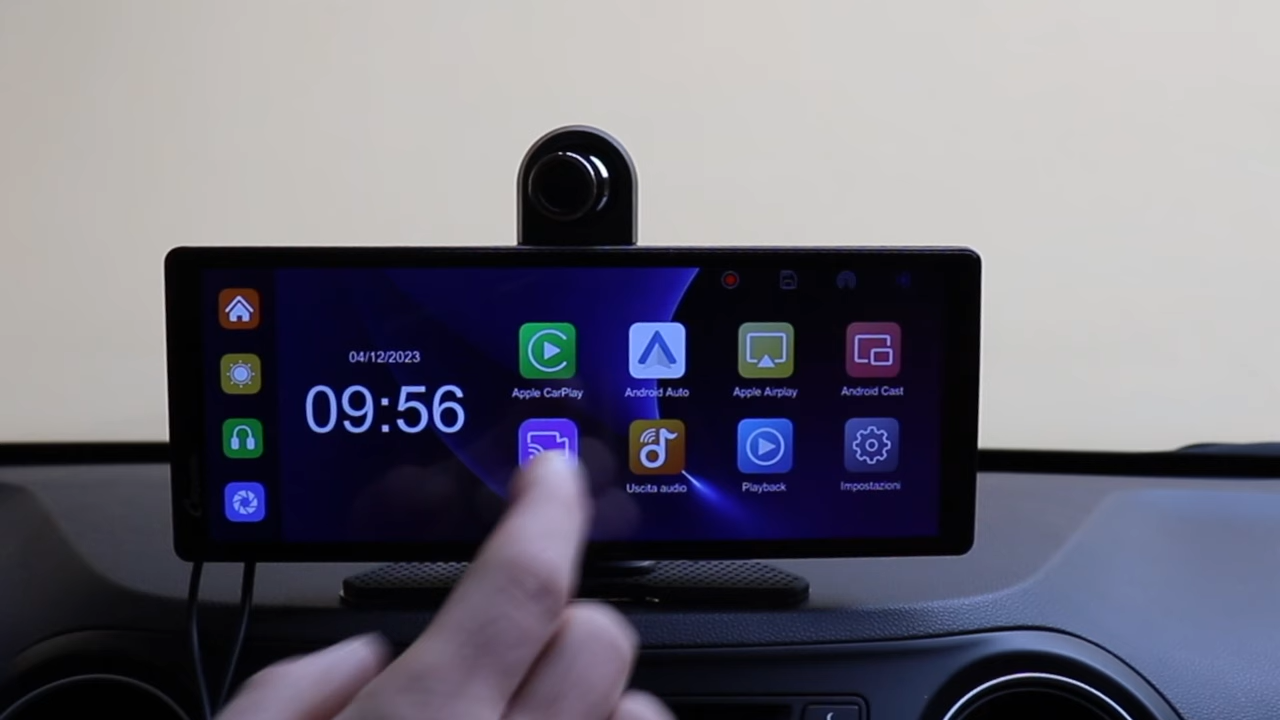 04/12/2023
09:56
Apple CarPlay
Android Auto
Apple Airplay
Android Cast
Uscita audio
Playback
Impostazioni